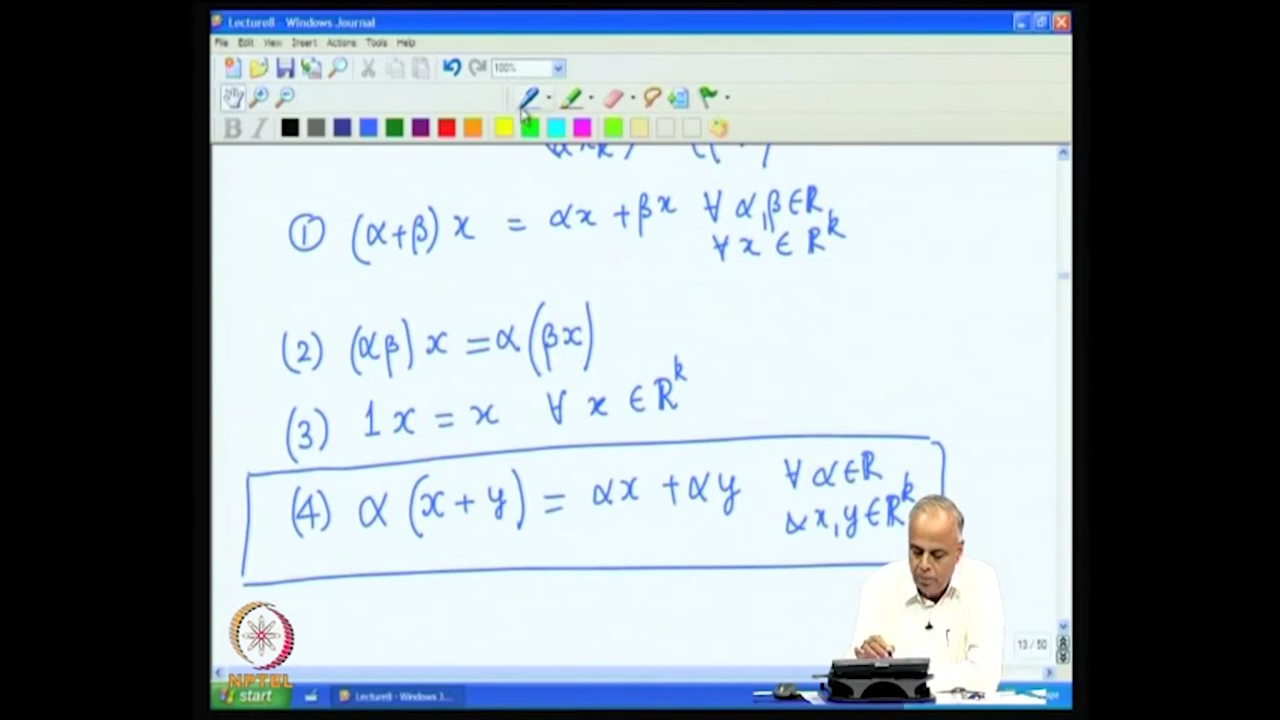 Lecture8 - Windows Journal
File Edit View Insert Actions Tools Help
100%
B I
① (α+β) x = αx + βx ∀ α,β ∈ R
∀ x ∈ R^k
(2) (αβ) x = α(βx)
(3) 1x = x ∀ x ∈ R^k
(4) α (x + y) = αx + αy ∀ α ∈ R
& x, y ∈ R^k
13 / 50
NPTEL
start Lecture8 - Windows J...